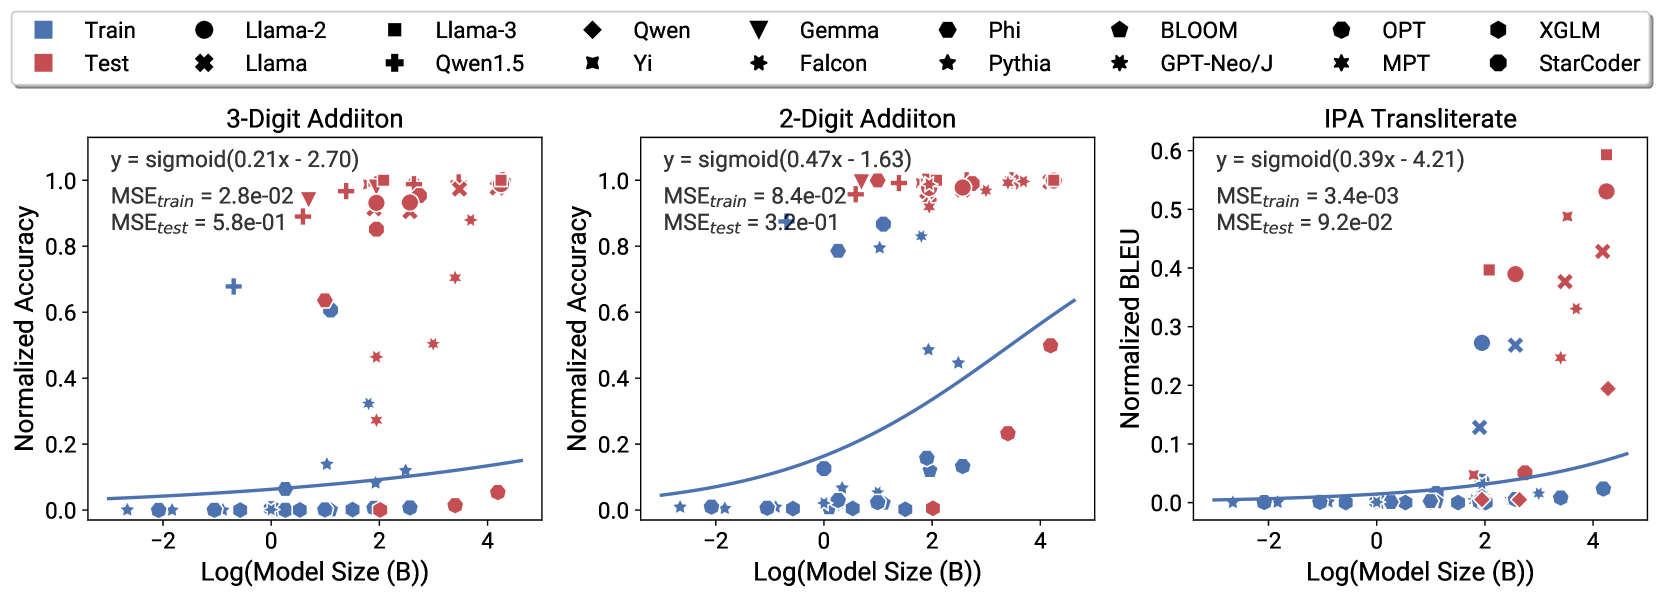 Train Llama-2 Llama-3 Qwen Gemma Phi BLOOM OPT XGLM
Test Llama Qwen1.5 Yi Falcon Pythia GPT-Neo/J MPT StarCoder
3-Digit Addiiton
y = sigmoid(0.21x - 2.70)
MSEtrain = 2.8e-02
MSEtest = 5.8e-01
Normalized Accuracy
1.0
0.8
0.6
0.4
0.2
0.0
−2 0 2 4
Log(Model Size (B))
2-Digit Addiiton
y = sigmoid(0.47x - 1.63)
MSEtrain = 8.4e-02
MSEtest = 3.2e-01
Normalized Accuracy
1.0
0.8
0.6
0.4
0.2
0.0
−2 0 2 4
Log(Model Size (B))
IPA Transliterate
y = sigmoid(0.39x - 4.21)
MSEtrain = 3.4e-03
MSEtest = 9.2e-02
Normalized BLEU
0.6
0.5
0.4
0.3
0.2
0.1
0.0
−2 0 2 4
Log(Model Size (B))